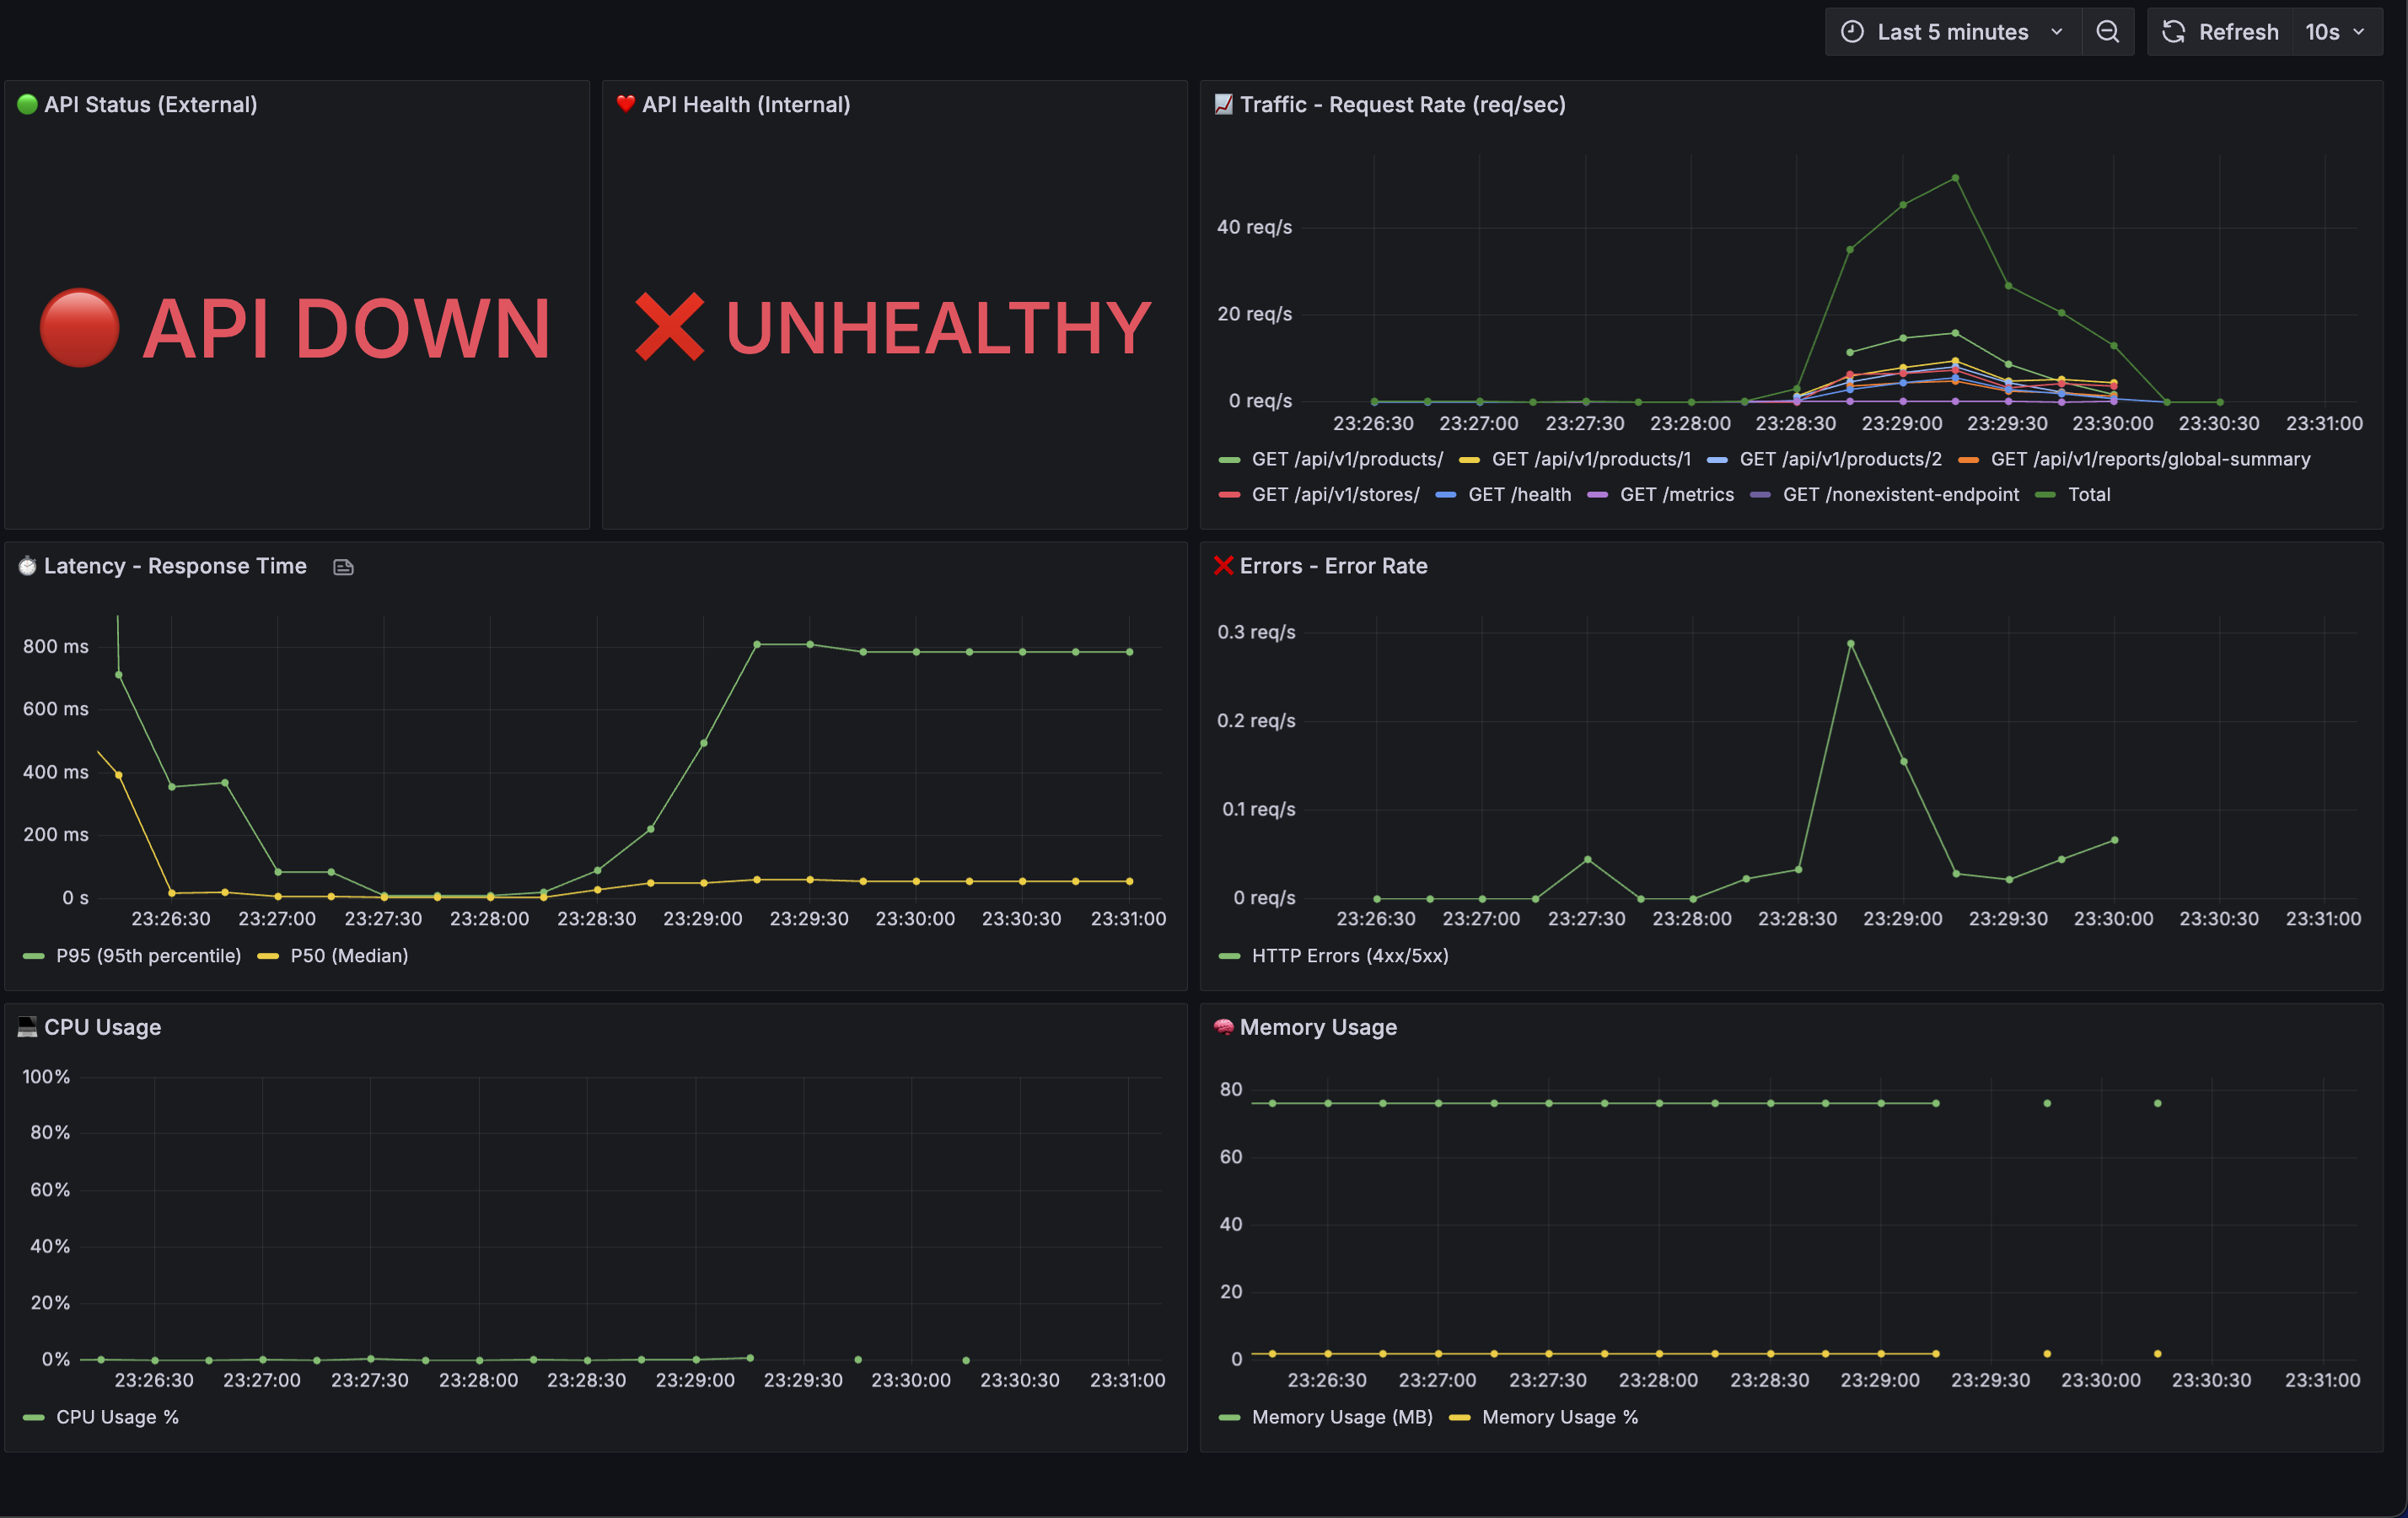 Last 5 minutes
Refresh
10s
API Status (External)
API Health (Internal)
Traffic - Request Rate (req/sec)
API DOWN
UNHEALTHY
40 req/s
20 req/s
0 req/s
23:26:30 23:27:00 23:27:30 23:28:00 23:28:30 23:29:00 23:29:30 23:30:00 23:30:30 23:31:00
GET /api/v1/products/ GET /api/v1/products/1 GET /api/v1/products/2 GET /api/v1/reports/global-summary
GET /api/v1/stores/ GET /health GET /metrics GET /nonexistent-endpoint Total
Latency - Response Time
800 ms
600 ms
400 ms
200 ms
0 s
23:26:30 23:27:00 23:27:30 23:28:00 23:28:30 23:29:00 23:29:30 23:30:00 23:30:30 23:31:00
P95 (95th percentile) P50 (Median)
Errors - Error Rate
0.3 req/s
0.2 req/s
0.1 req/s
0 req/s
23:26:30 23:27:00 23:27:30 23:28:00 23:28:30 23:29:00 23:29:30 23:30:00 23:30:30 23:31:00
HTTP Errors (4xx/5xx)
CPU Usage
100%
80%
60%
40%
20%
0%
23:26:30 23:27:00 23:27:30 23:28:00 23:28:30 23:29:00 23:29:30 23:30:00 23:30:30 23:31:00
CPU Usage %
Memory Usage
80
60
40
20
0
23:26:30 23:27:00 23:27:30 23:28:00 23:28:30 23:29:00 23:29:30 23:30:00 23:30:30 23:31:00
Memory Usage (MB) Memory Usage %